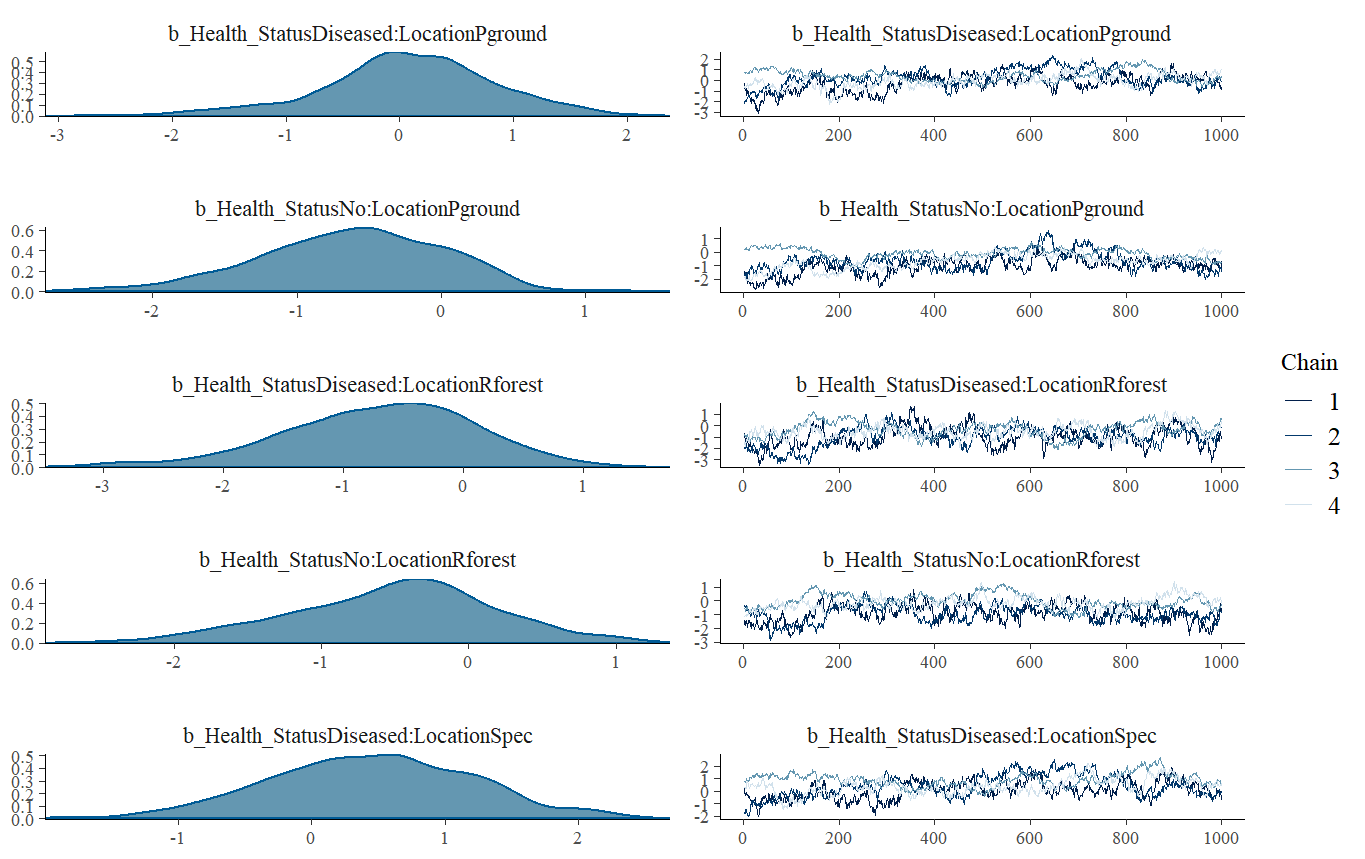 b_Health_StatusDiseased:LocationPground
0.5
0.4
0.3
0.2
0.1
0.0
-3 -2 -1 0 1 2
b_Health_StatusDiseased:LocationPground
2
1
0
-1
-2
-3
0 200 400 600 800 1000
b_Health_StatusNo:LocationPground
0.6
0.4
0.2
0.0
-2 -1 0 1
b_Health_StatusNo:LocationPground
1
0
-1
-2
0 200 400 600 800 1000
b_Health_StatusDiseased:LocationRforest
0.5
0.4
0.3
0.2
0.1
0.0
-3 -2 -1 0 1
b_Health_StatusDiseased:LocationRforest
1
0
-1
-2
-3
0 200 400 600 800 1000
b_Health_StatusNo:LocationRforest
0.6
0.4
0.2
0.0
-2 -1 0 1
b_Health_StatusNo:LocationRforest
1
0
-1
-2
-3
0 200 400 600 800 1000
b_Health_StatusDiseased:LocationSpec
0.5
0.4
0.3
0.2
0.1
0.0
-1 0 1 2
b_Health_StatusDiseased:LocationSpec
2
1
0
-1
-2
0 200 400 600 800 1000
Chain
1
2
3
4